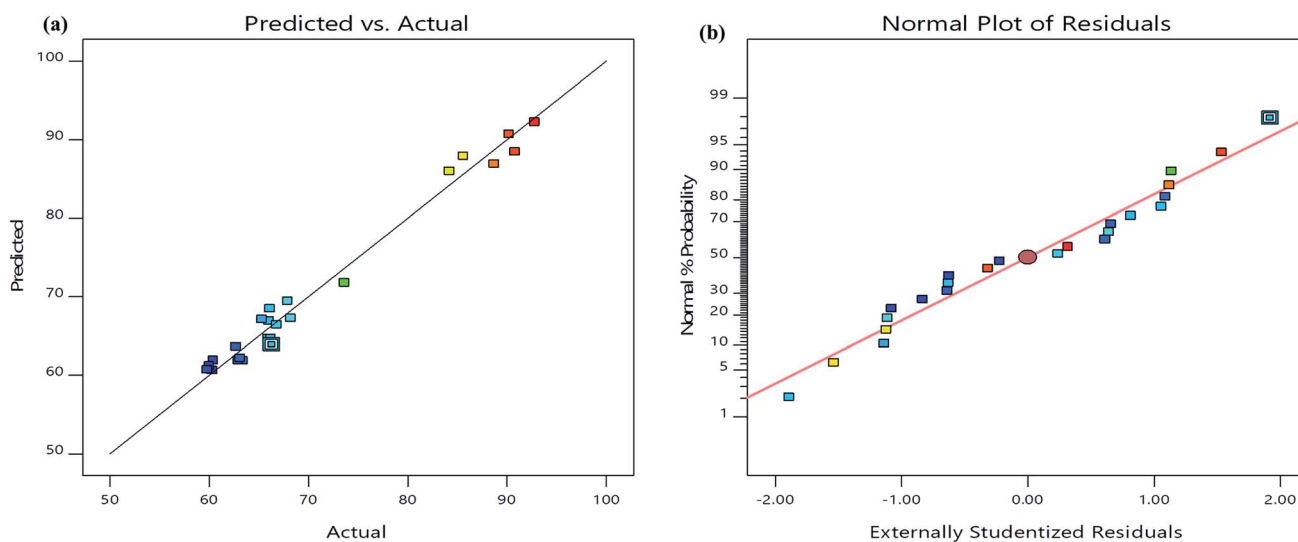 (a)
Predicted vs. Actual
100
90
80
70
60
50
Predicted
50 60 70 80 90 100
Actual
(b)
Normal Plot of Residuals
99
95
90
80
70
50
30
20
10
5
1
Normal % Probability
-2.00 -1.00 0.00 1.00 2.00
Externally Studentized Residuals